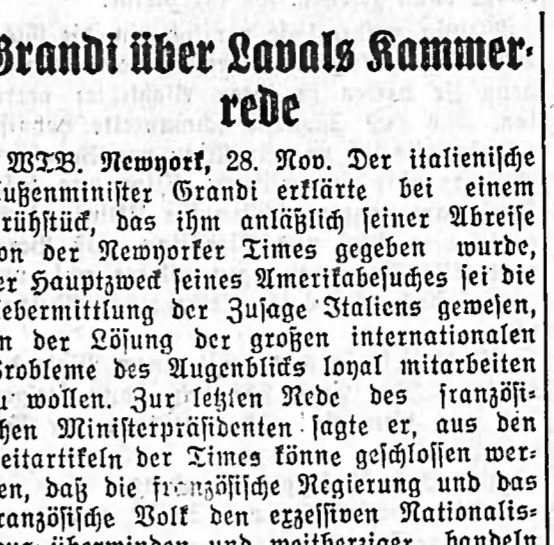 Grandi über Lavals Kammer-
rede
WTB. Newyork, 28. Nov. Der italienische
ußenminister Grandi erklärte bei einem
rühstück, das ihm anläßlich seiner Abreise
on der Newyorker Times gegeben wurde,
er Hauptzweck seines Amerikabesuches sei die
ebermittlung der Zusage Italiens gewesen,
n der Lösung der großen internationalen
Probleme des Augenblicks loyal mitarbeiten
u wollen. Zur letzten Rede des französi-
chen Ministerpräsidenten sagte er, aus den
eitartikeln der Times könne geschlossen wer-
en, daß die französische Regierung und das
ranzösische Volk den exzessiven Nationalis-
überwinden und weitherziger handeln